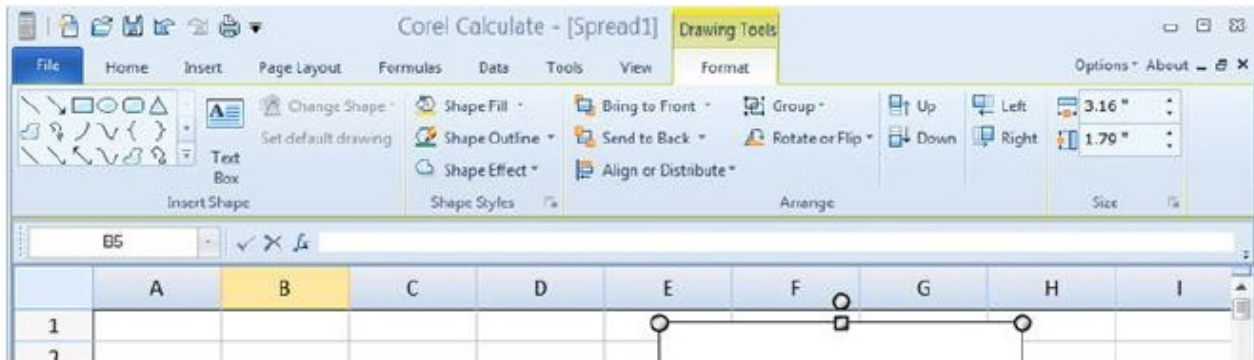 Corel Calculate - [Spread1] Drawing Tools
File Home Insert Page Layout Formulas Data Tools View Format Options About
Change Shape Shape Fill Bring to Front Group Up Left 3.16 "
Set default drawing Shape Outline Send to Back Rotate or Flip Down Right 1.79 "
Text Box Shape Effect Align or Distribute
Insert Shape Shape Styles Arrange Size
B5 fx
A B C D E F G H I
1
2